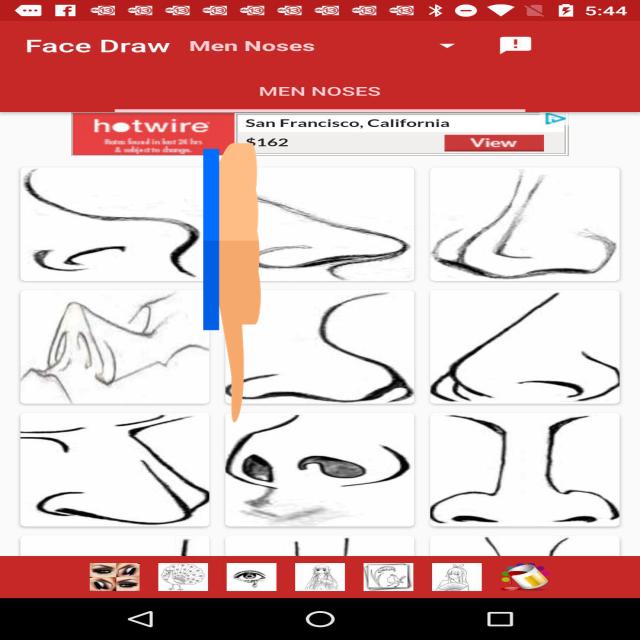 5:44
Face Draw Men Noses
MEN NOSES
hotwire
Rates found in last 24 hrs
& subject to change.
San Francisco, California
$162
View